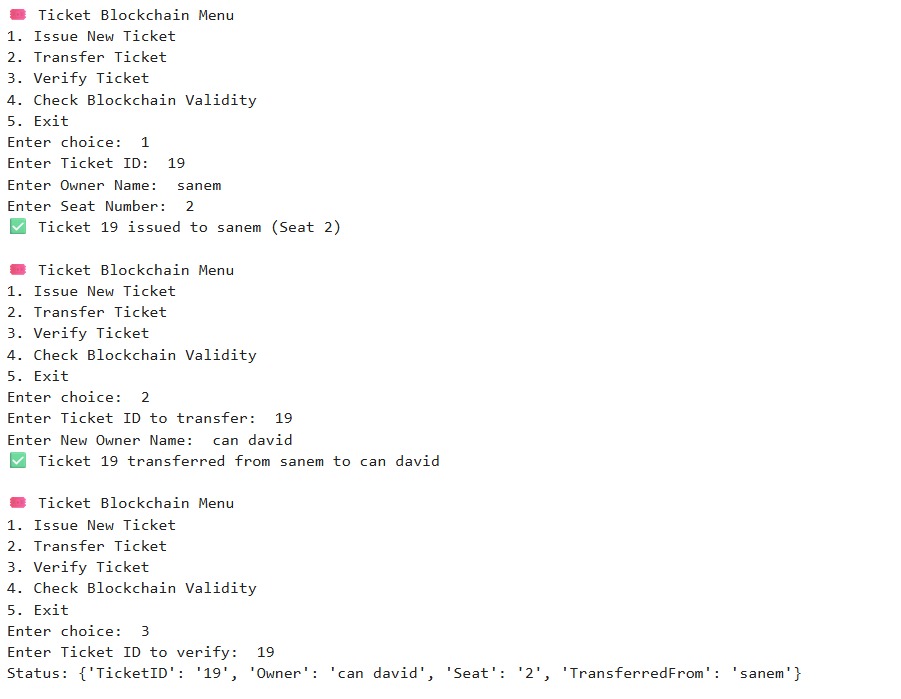 🎟 Ticket Blockchain Menu
1. Issue New Ticket
2. Transfer Ticket
3. Verify Ticket
4. Check Blockchain Validity
5. Exit
Enter choice:  1
Enter Ticket ID:  19
Enter Owner Name:  sanem
Enter Seat Number:  2
✅ Ticket 19 issued to sanem (Seat 2)

🎟 Ticket Blockchain Menu
1. Issue New Ticket
2. Transfer Ticket
3. Verify Ticket
4. Check Blockchain Validity
5. Exit
Enter choice:  2
Enter Ticket ID to transfer:  19
Enter New Owner Name:  can david
✅ Ticket 19 transferred from sanem to can david

🎟 Ticket Blockchain Menu
1. Issue New Ticket
2. Transfer Ticket
3. Verify Ticket
4. Check Blockchain Validity
5. Exit
Enter choice:  3
Enter Ticket ID to verify:  19
Status: {'TicketID': '19', 'Owner': 'can david', 'Seat': '2', 'TransferredFrom': 'sanem'}